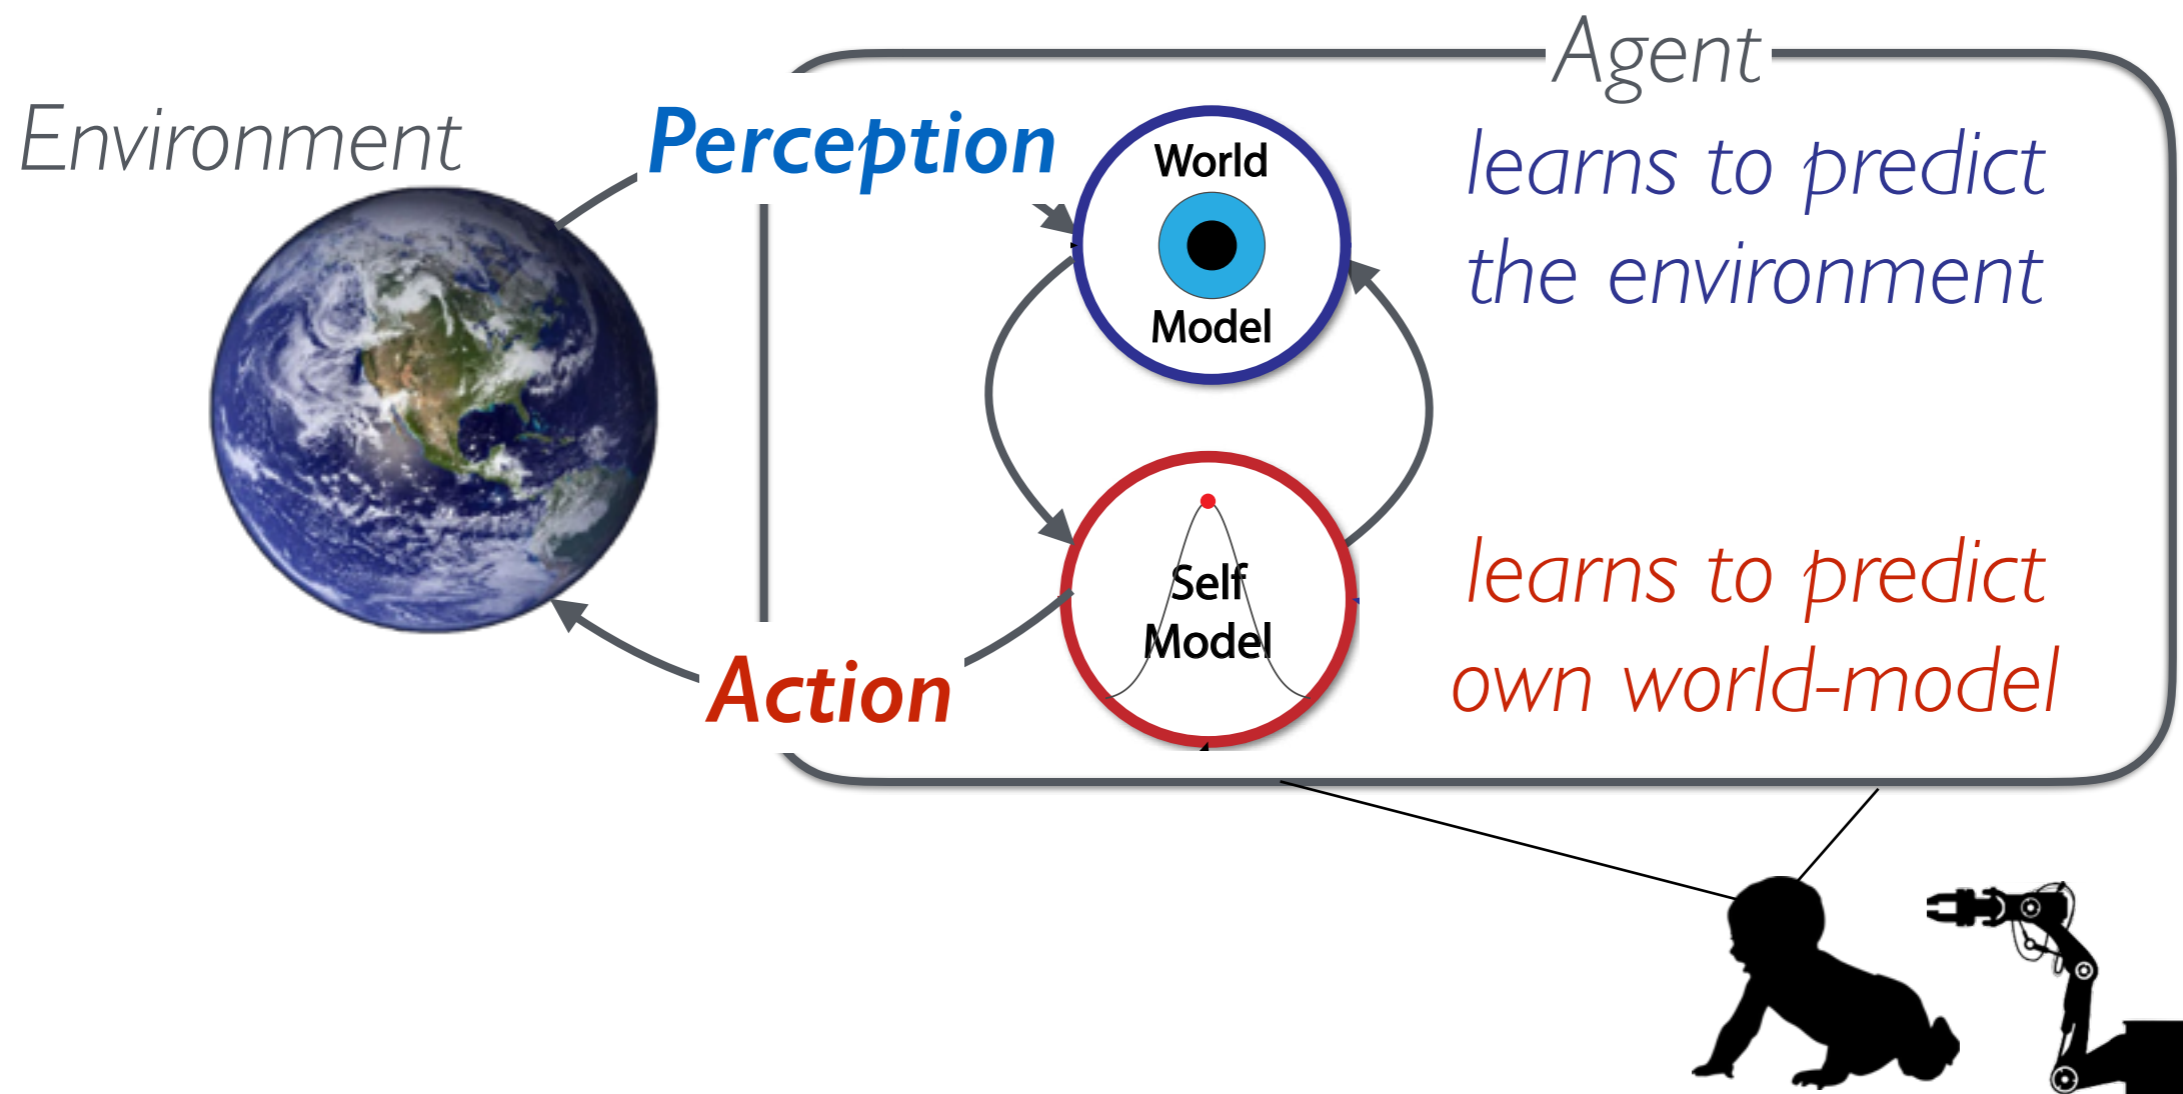 Agent
Environment
Perception
World
Model
learns to predict
the environment
Self
Model
learns to predict
own world-model
Action